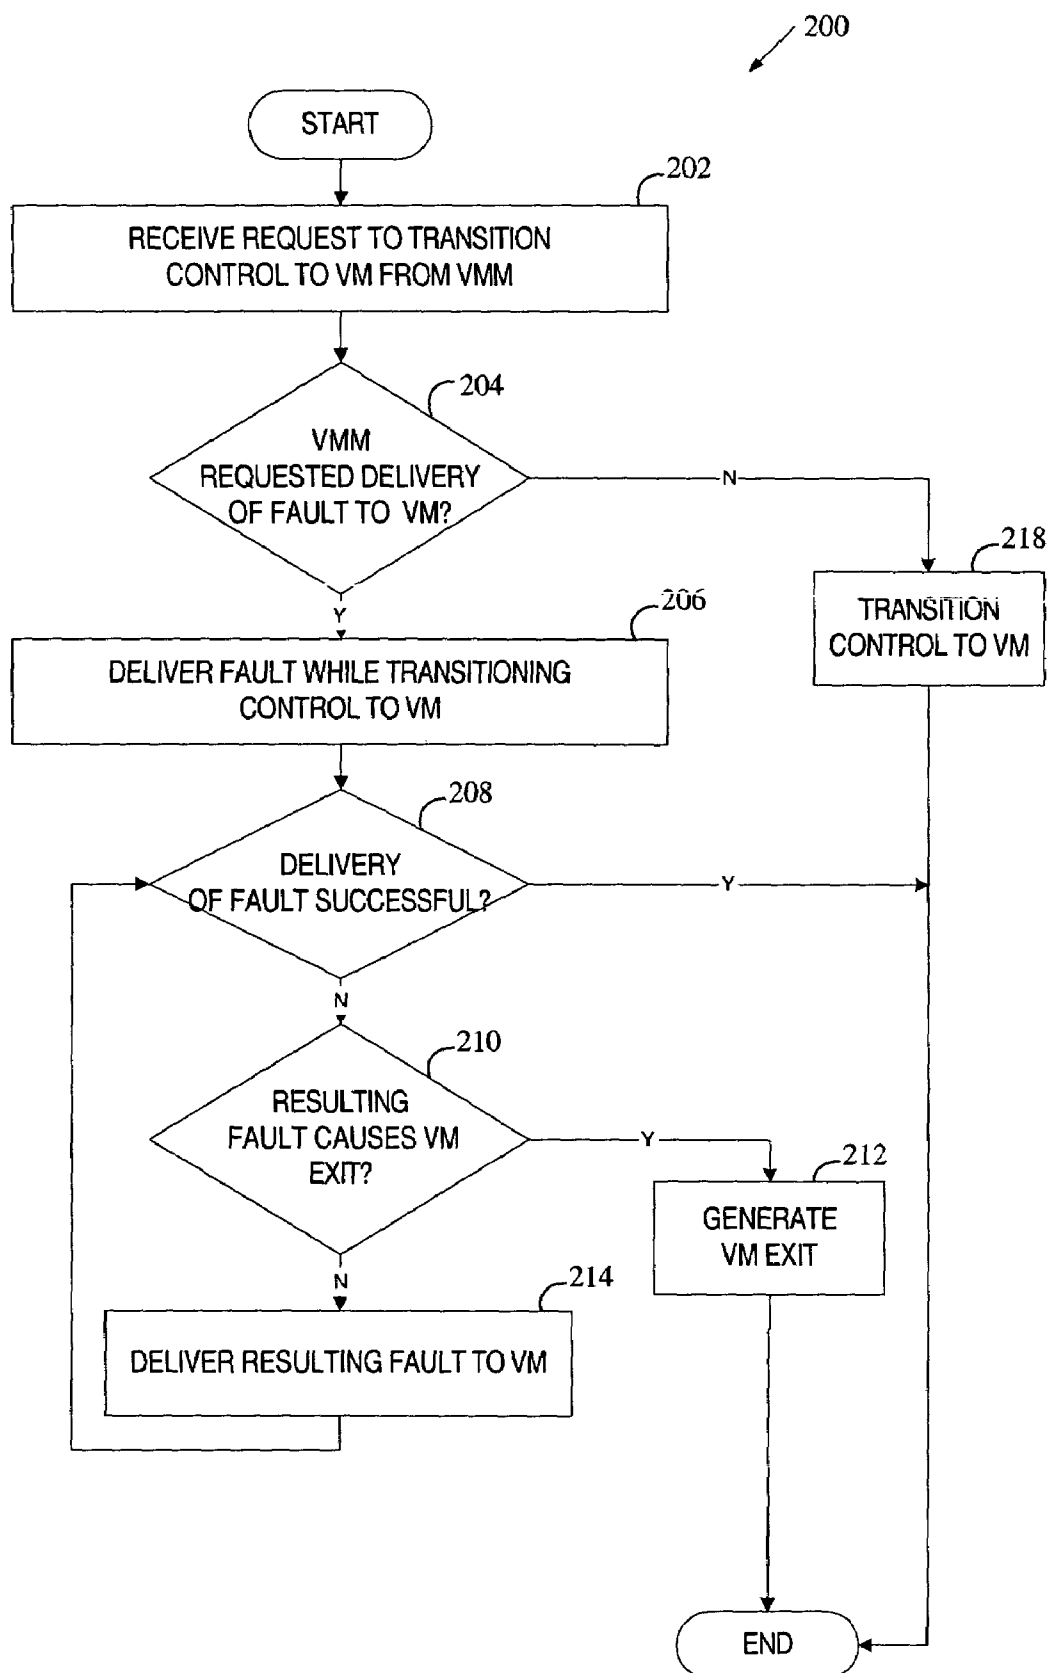 200
START
202
RECEIVE REQUEST TO TRANSITION
CONTROL TO VM FROM VMM
204
VMM
REQUESTED DELIVERY
OF FAULT TO VM?
N
218
TRANSITION
CONTROL TO VM
Y
206
DELIVER FAULT WHILE TRANSITIONING
CONTROL TO VM
208
DELIVERY
OF FAULT SUCCESSFUL?
Y
N
210
RESULTING
FAULT CAUSES VM
EXIT?
Y
212
GENERATE
VM EXIT
N
214
DELIVER RESULTING FAULT TO VM
END